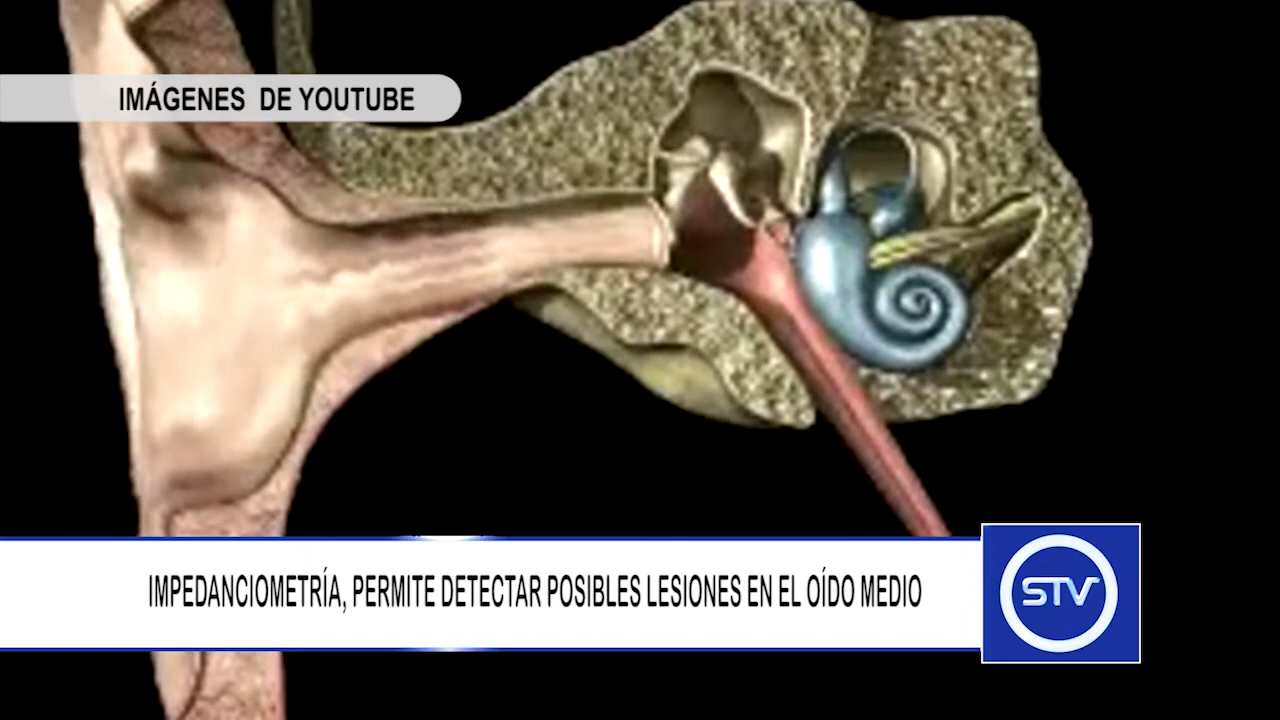 IMÁGENES DE YOUTUBE
IMPEDANCIOMETRÍA, PERMITE DETECTAR POSIBLES LESIONES EN EL OÍDO MEDIO
STV